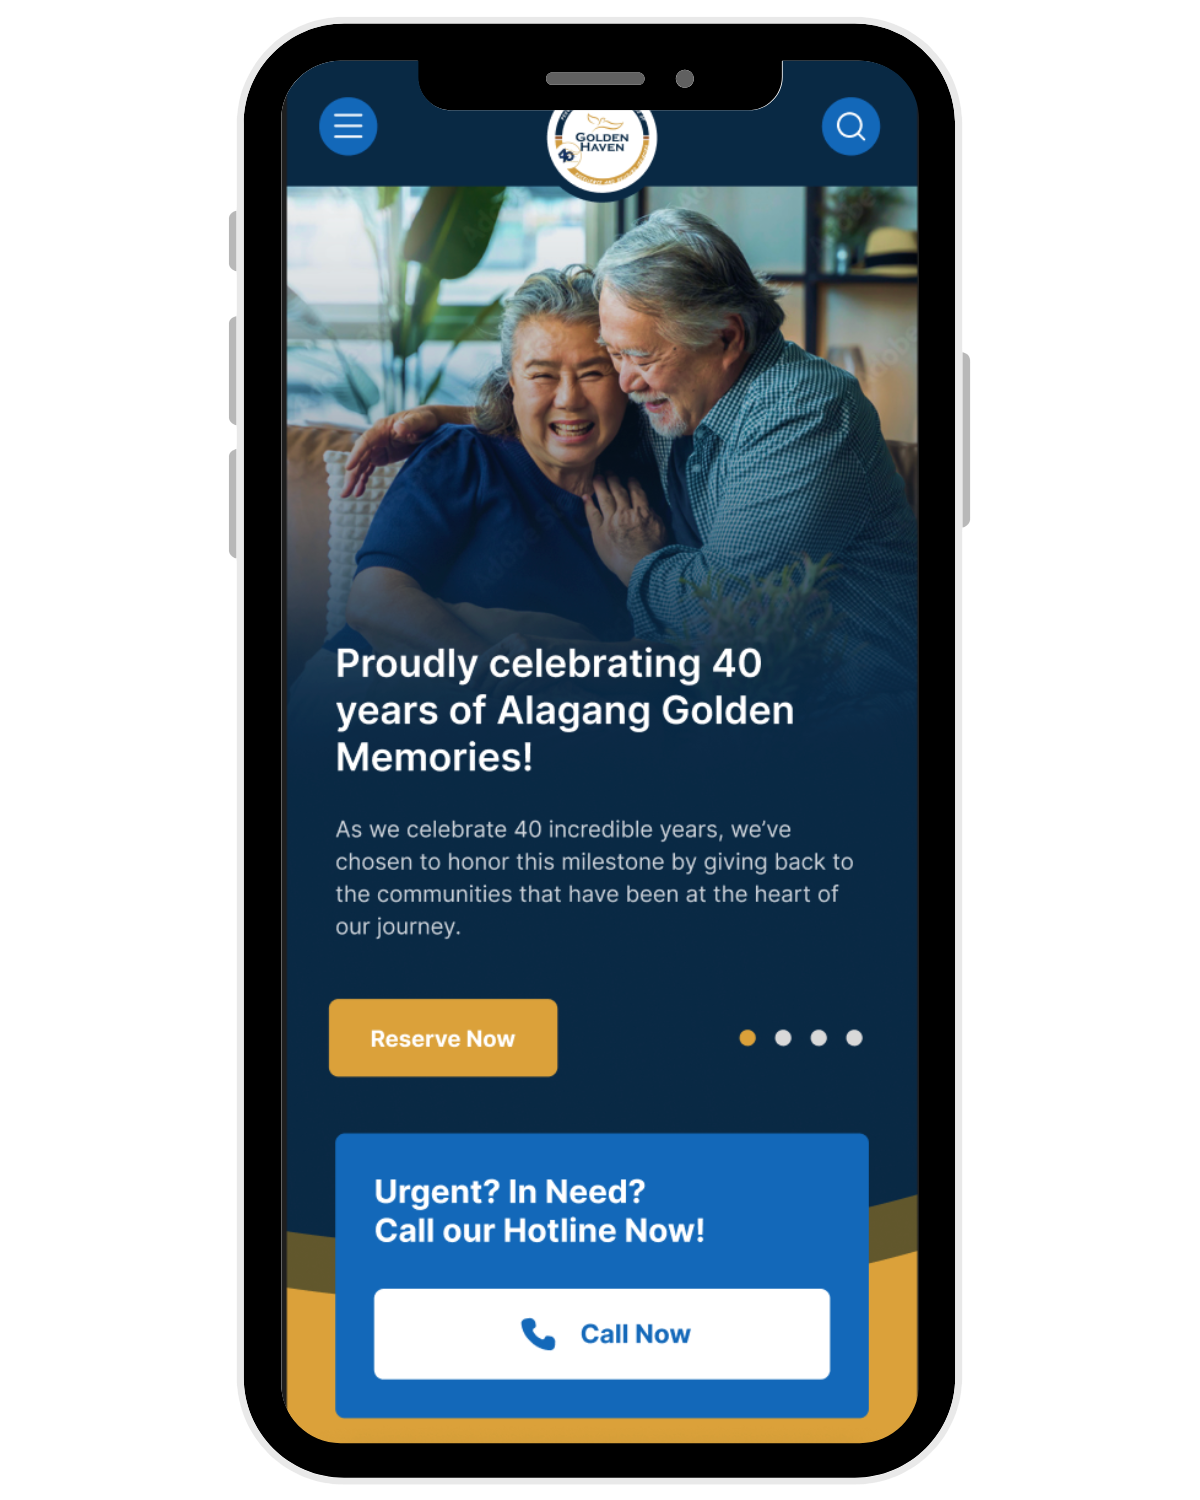 GOLDEN
HAVEN
40
Proudly celebrating 40
years of Alagang Golden
Memories!
As we celebrate 40 incredible years, we’ve
chosen to honor this milestone by giving back to
the communities that have been at the heart of
our journey.
Reserve Now
Urgent? In Need?
Call our Hotline Now!
Call Now